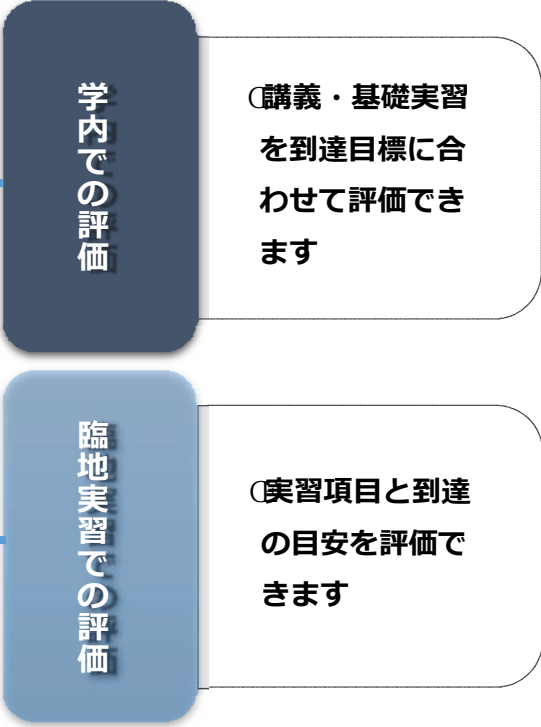 学内での評価
講義・基礎実習
を到達目標に合
わせて評価でき
ます
臨地実習での評価
実習項目と到達
の目安を評価で
きます